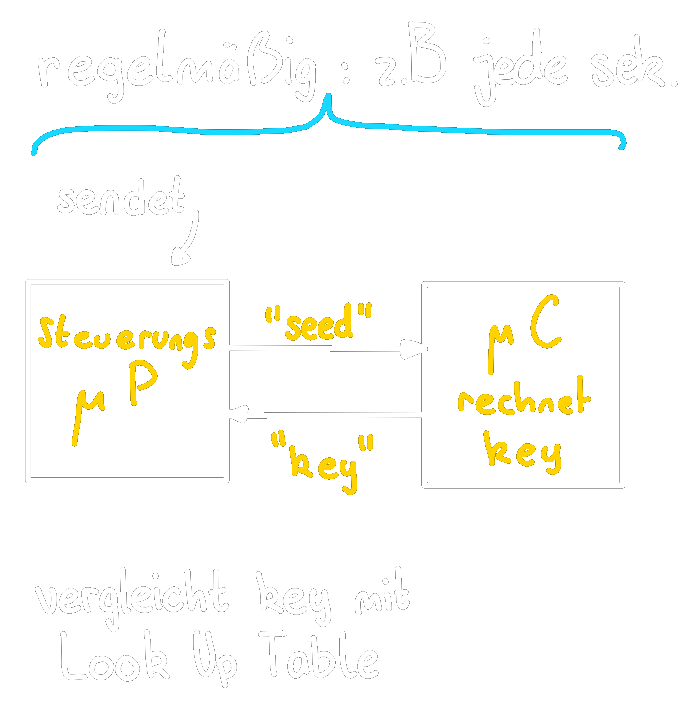 regelmäßig : z.B jede sek.
sendet
Steuerungs
μP
"seed"
"key"
μC
rechnet
key
vergleicht key mit
Look Up Table